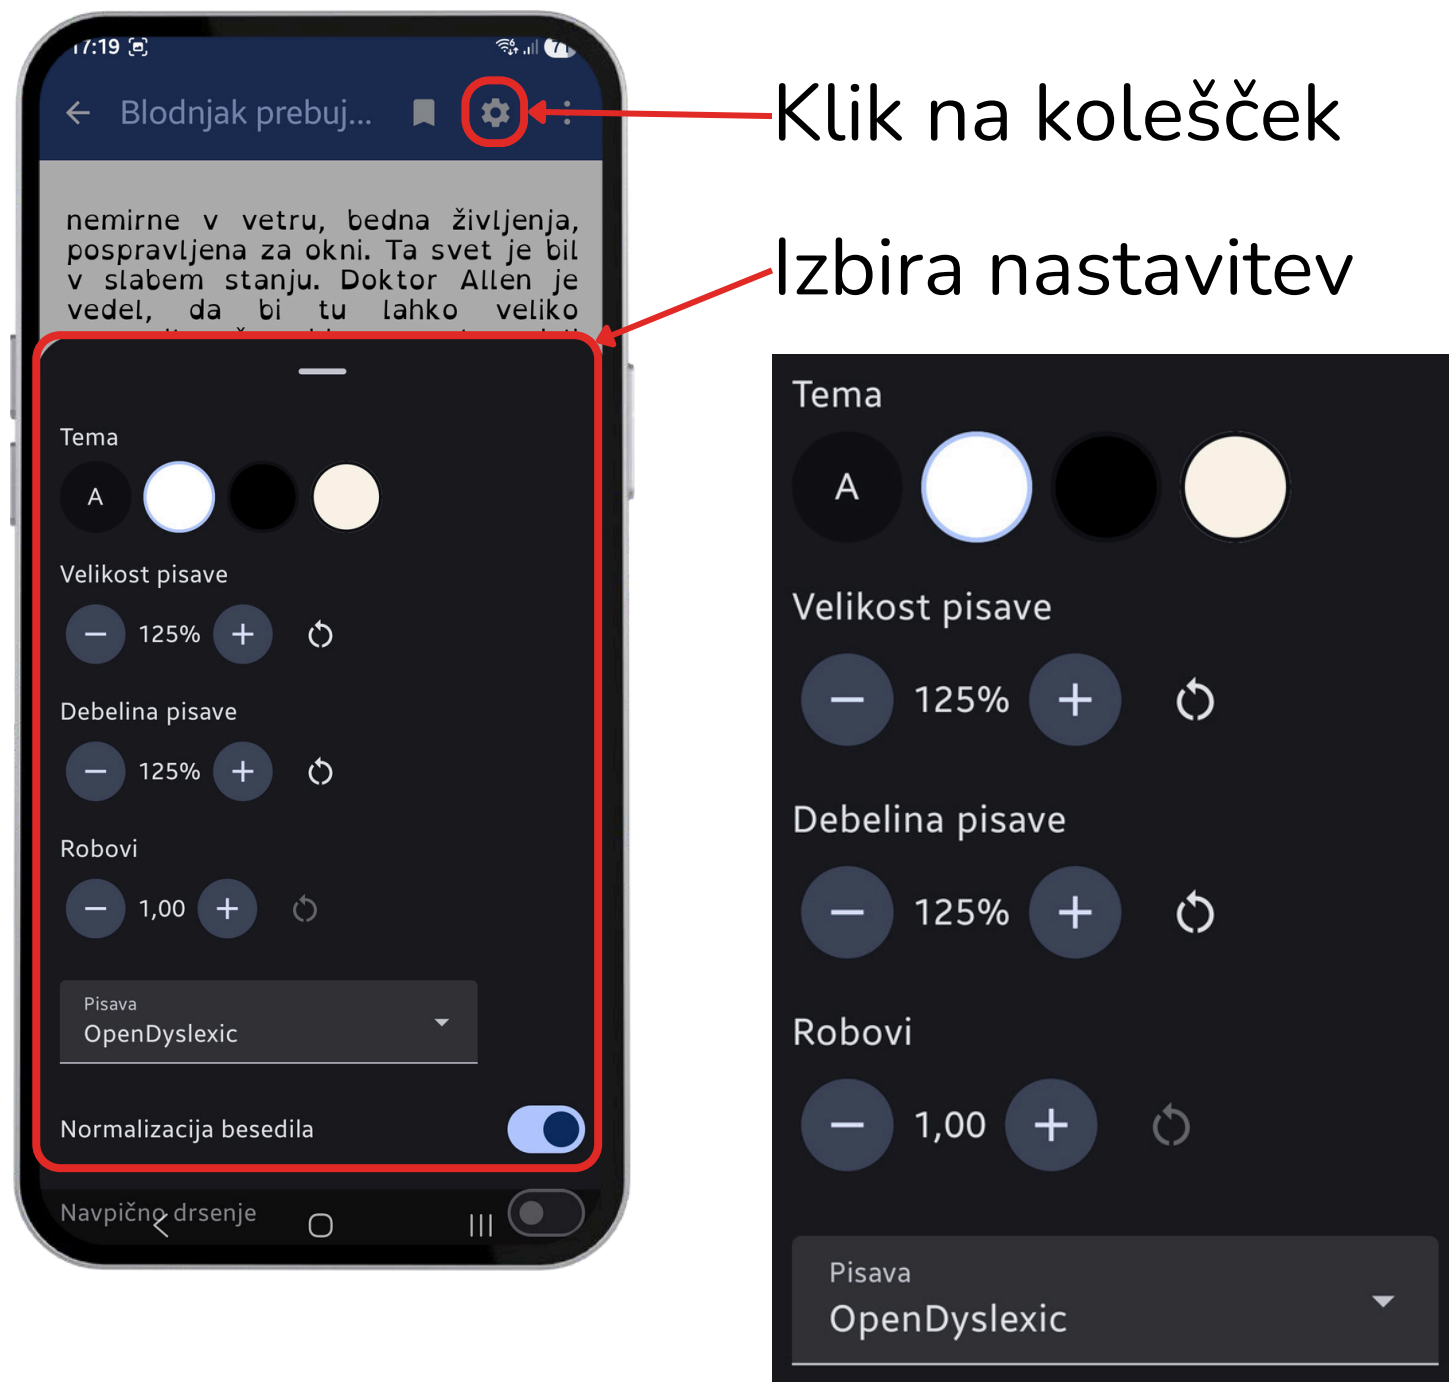 17:19
Blodnjak prebuj...
Klik na kolešček
nemirne v vetru, bedna življenja,
pospravljena za okni. Ta svet je bil
v slabem stanju. Doktor Allen je
vedel, da bi tu lahko veliko
Izbira nastavitev
Tema
A
Velikost pisave
− 125% +
Debelina pisave
− 125% +
Robovi
− 1,00 +
Pisava
OpenDyslexic
Normalizacija besedila
Navpično drsenje
Tema
A
Velikost pisave
− 125% +
Debelina pisave
− 125% +
Robovi
− 1,00 +
Pisava
OpenDyslexic